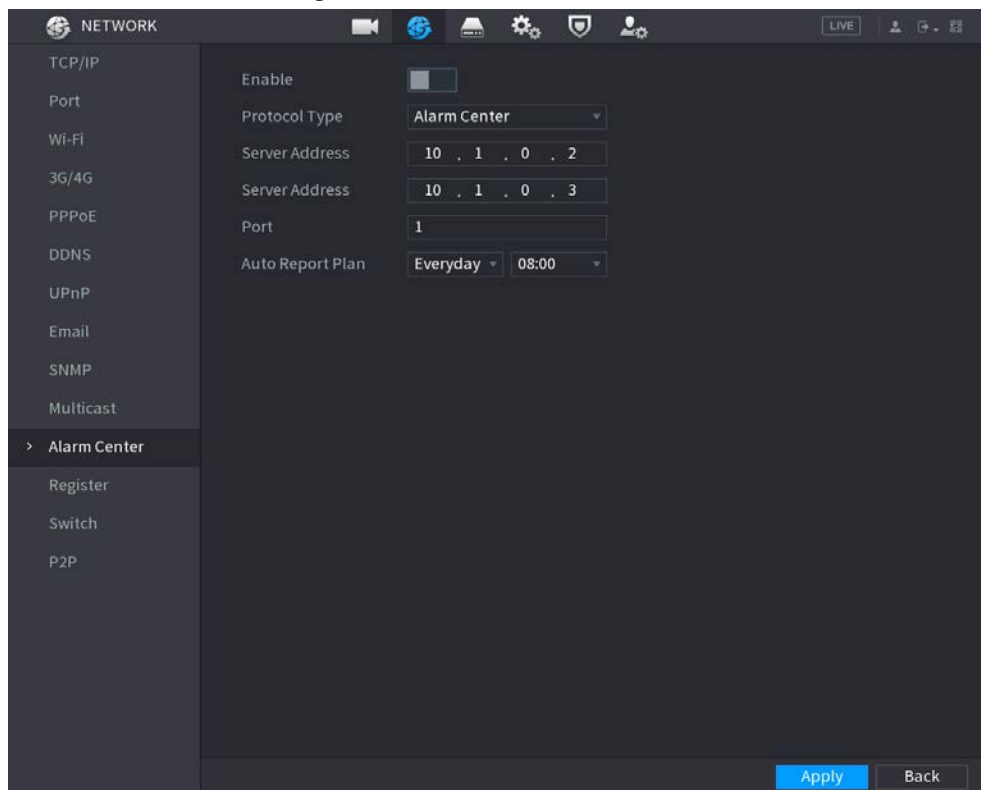 NETWORK
LIVE
TCP/IP
Port
Wi-Fi
3G/4G
PPPoE
DDNS
UPnP
Email
SNMP
Multicast
> Alarm Center
Register
Switch
P2P
Enable
Protocol Type Alarm Center
Server Address 10 . 1 . 0 . 2
Server Address 10 . 1 . 0 . 3
Port 1
Auto Report Plan Everyday 08:00
Apply Back